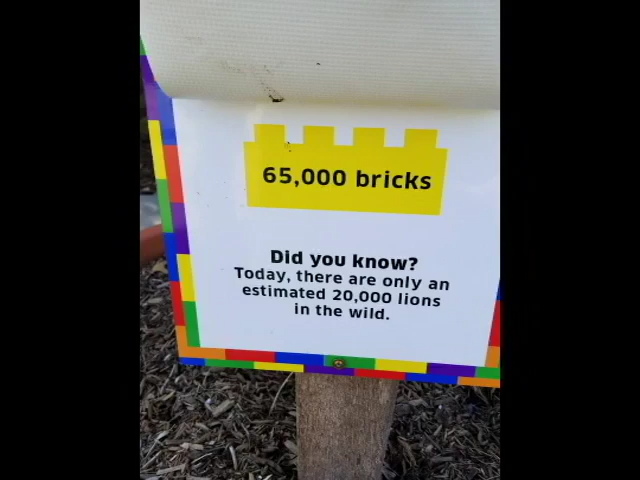 65,000 bricks
Did you know?
Today, there are only an
estimated 20,000 lions
in the wild.